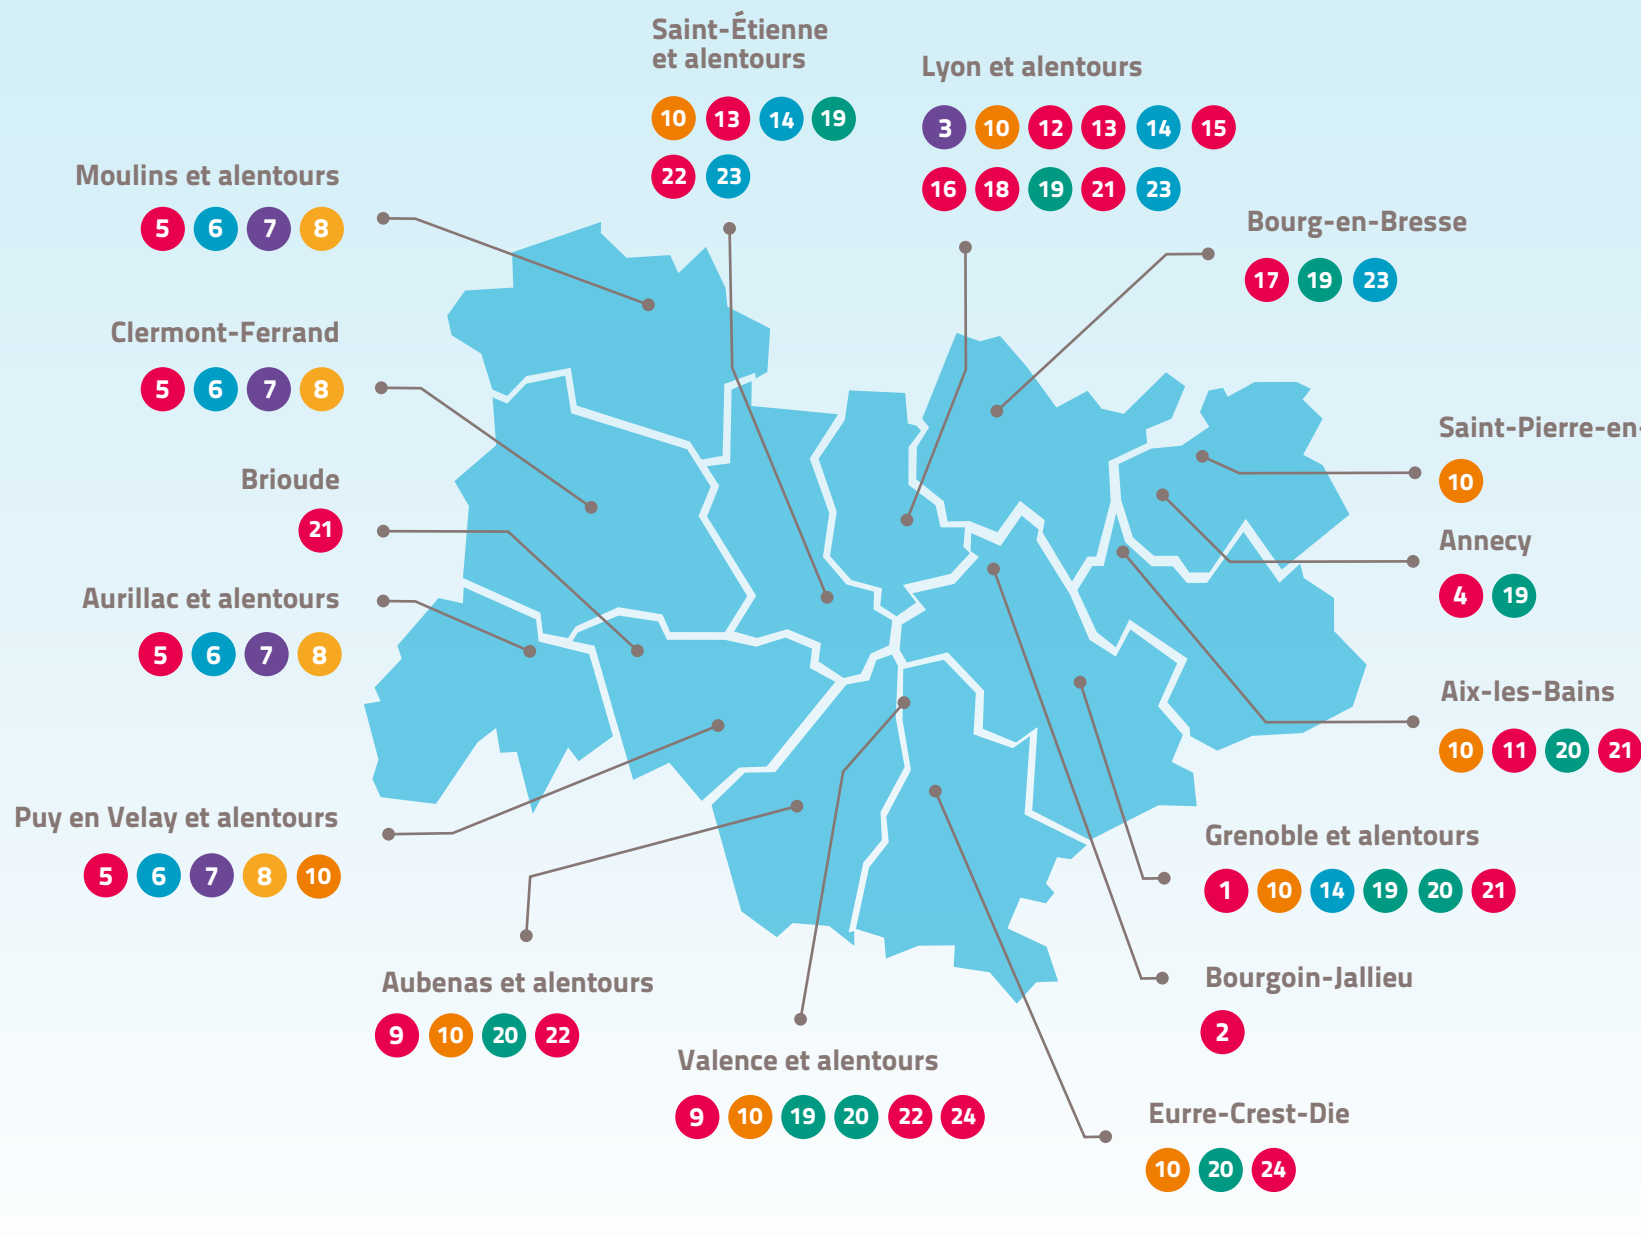 Saint-Étienne
et alentours
10 13 14 19
22 23
Lyon et alentours
3 10 12 13 14 15
16 18 19 21 23
Moulins et alentours
5 6 7 8
Bourg-en-Bresse
17 19 23
Clermont-Ferrand
5 6 7 8
Saint-Pierre-en-
10
Brioude
21
Annecy
4 19
Aurillac et alentours
5 6 7 8
Aix-les-Bains
10 11 20 21
Puy en Velay et alentours
5 6 7 8 10
Grenoble et alentours
1 10 14 19 20 21
Aubenas et alentours
9 10 20 22
Bourgoin-Jallieu
2
Valence et alentours
9 10 19 20 22 24
Eurre-Crest-Die
10 20 24